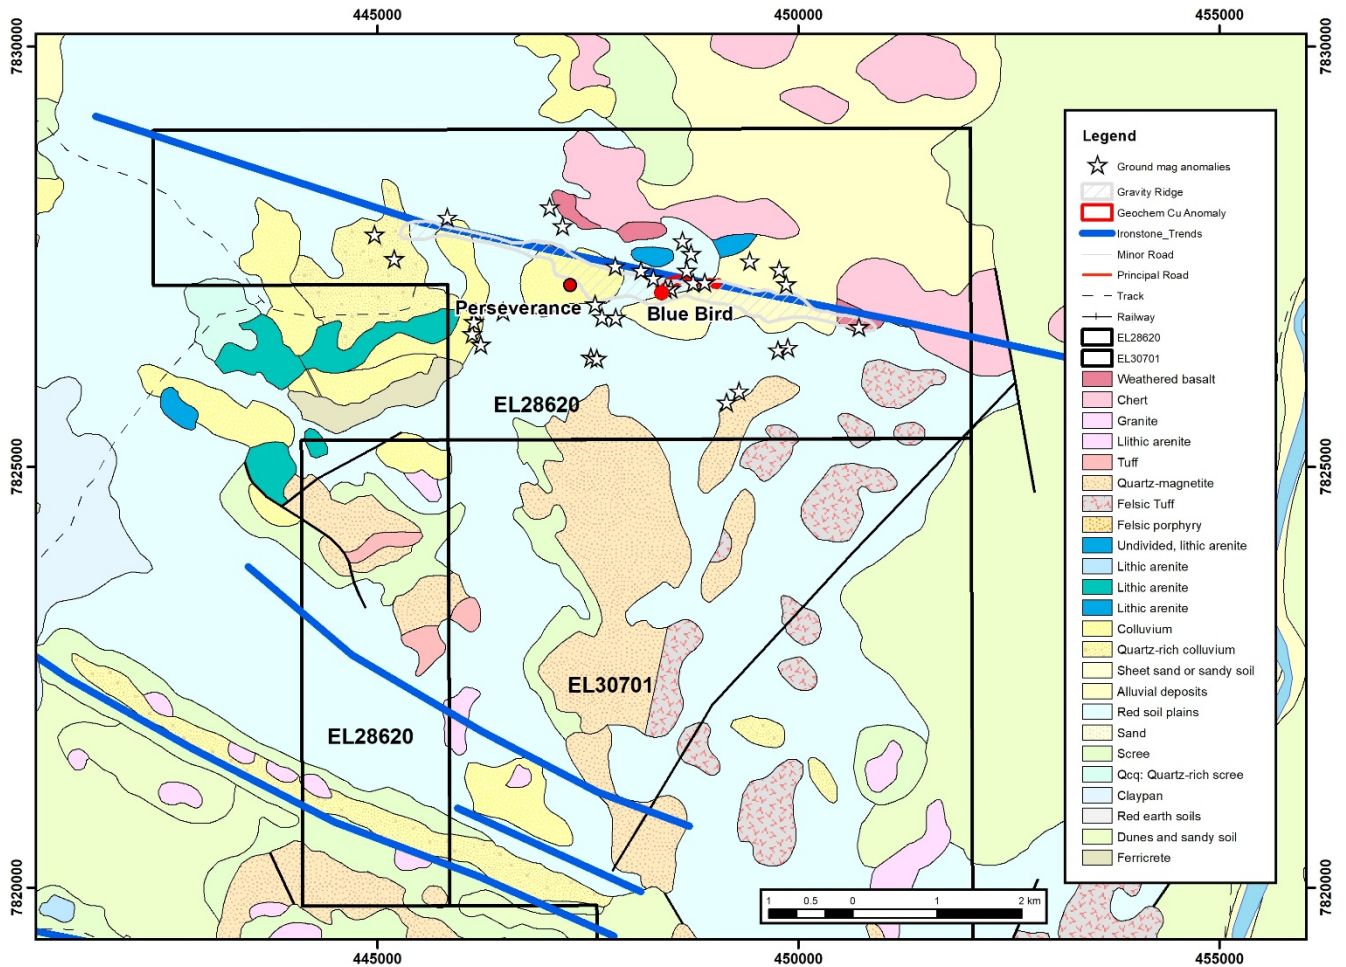 445000
450000
455000
7830000
7830000
Legend
Ground mag anomalies
Gravity Ridge
Geochem Cu Anomaly
Ironstone_Trends
Minor Road
Principal Road
Track
Railway
EL28620
EL30701
Weathered basalt
Chert
Granite
Llithic arenite
Tuff
Quartz-magnetite
Felsic Tuff
Felsic porphyry
Undivided, lithic arenite
Lithic arenite
Lithic arenite
Lithic arenite
Colluvium
Quartz-rich colluvium
Sheet sand or sandy soil
Alluvial deposits
Red soil plains
Sand
Scree
Qcq: Quartz-rich scree
Claypan
Red earth soils
Dunes and sandy soil
Ferricrete
Perseverance
Blue Bird
EL28620
7825000
7825000
EL30701
EL28620
7820000
7820000
1 0.5 0 1 2 km
445000
450000
455000